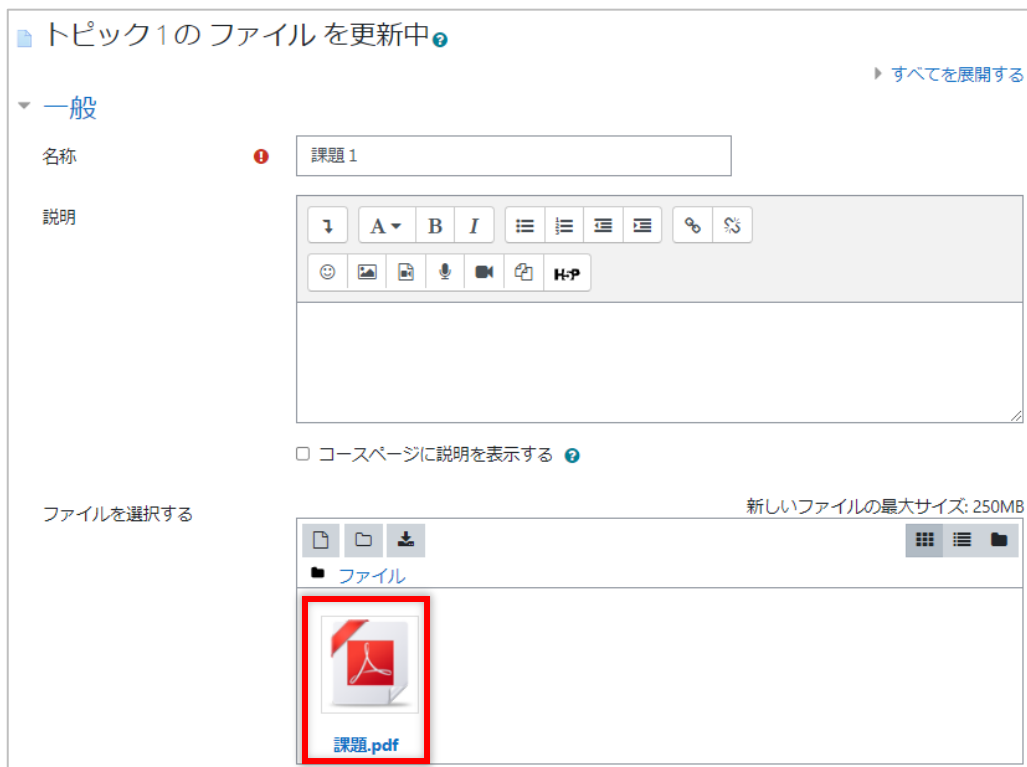 トピック1の ファイル を更新中
すべてを展開する
一般
名称
課題1
説明
A B I
H5P
コースページに説明を表示する
ファイルを選択する
新しいファイルの最大サイズ: 250MB
ファイル
課題.pdf